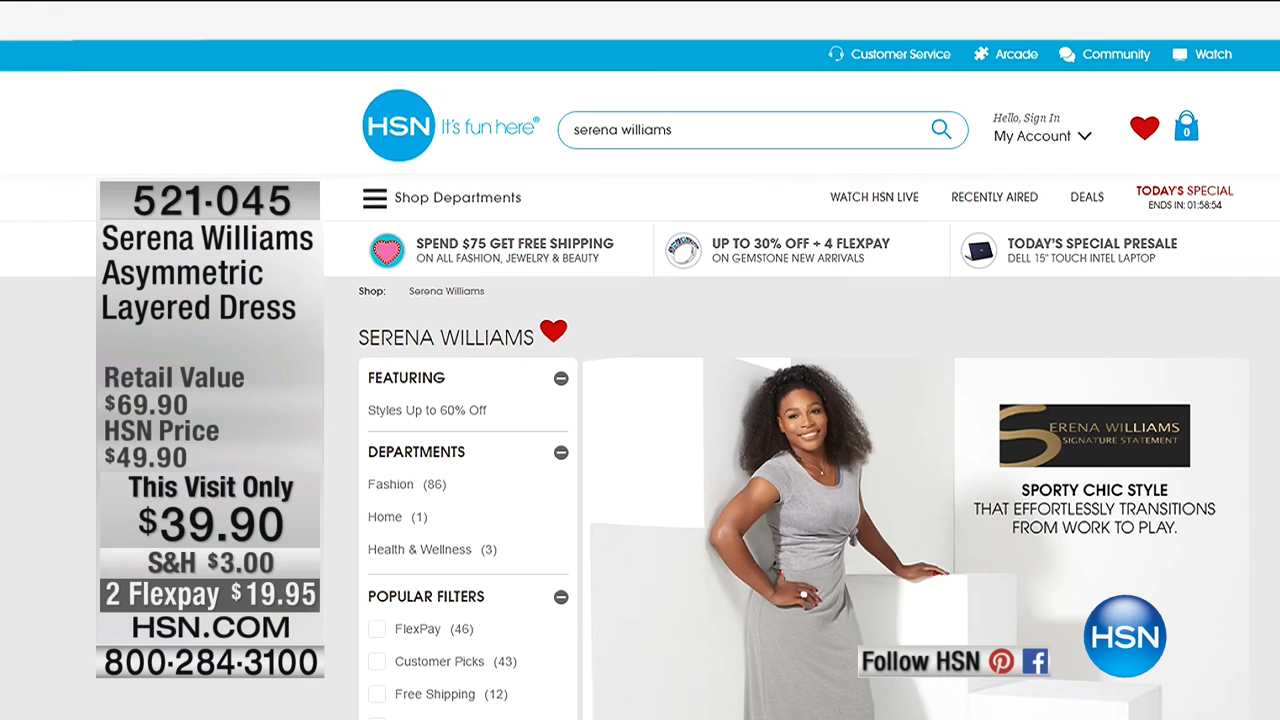 Customer Service
Arcade
Community
Watch
HSN It's fun here®
serena williams
Hello, Sign In
My Account
0
Shop Departments
WATCH HSN LIVE
RECENTLY AIRED
DEALS
TODAY'S SPECIAL
ENDS IN: 01:58:54
SPEND $75 GET FREE SHIPPING
ON ALL FASHION, JEWELRY & BEAUTY
UP TO 30% OFF + 4 FLEXPAY
ON GEMSTONE NEW ARRIVALS
TODAY'S SPECIAL PRESALE
DELL 15" TOUCH INTEL LAPTOP
521·045
Serena Williams
Asymmetric
Layered Dress
Retail Value
$69.90
HSN Price
$49.90
This Visit Only
$39.90
S&H $3.00
2 Flexpay $19.95
HSN.COM
800·284·3100
Shop: Serena Williams
SERENA WILLIAMS
FEATURING
Styles Up to 60% Off
DEPARTMENTS
Fashion (86)
Home (1)
Health & Wellness (3)
POPULAR FILTERS
FlexPay (46)
Customer Picks (43)
Free Shipping (12)
SERENA WILLIAMS
SIGNATURE STATEMENT
SPORTY CHIC STYLE
THAT EFFORTLESSLY TRANSITIONS
FROM WORK TO PLAY.
HSN
Follow HSN